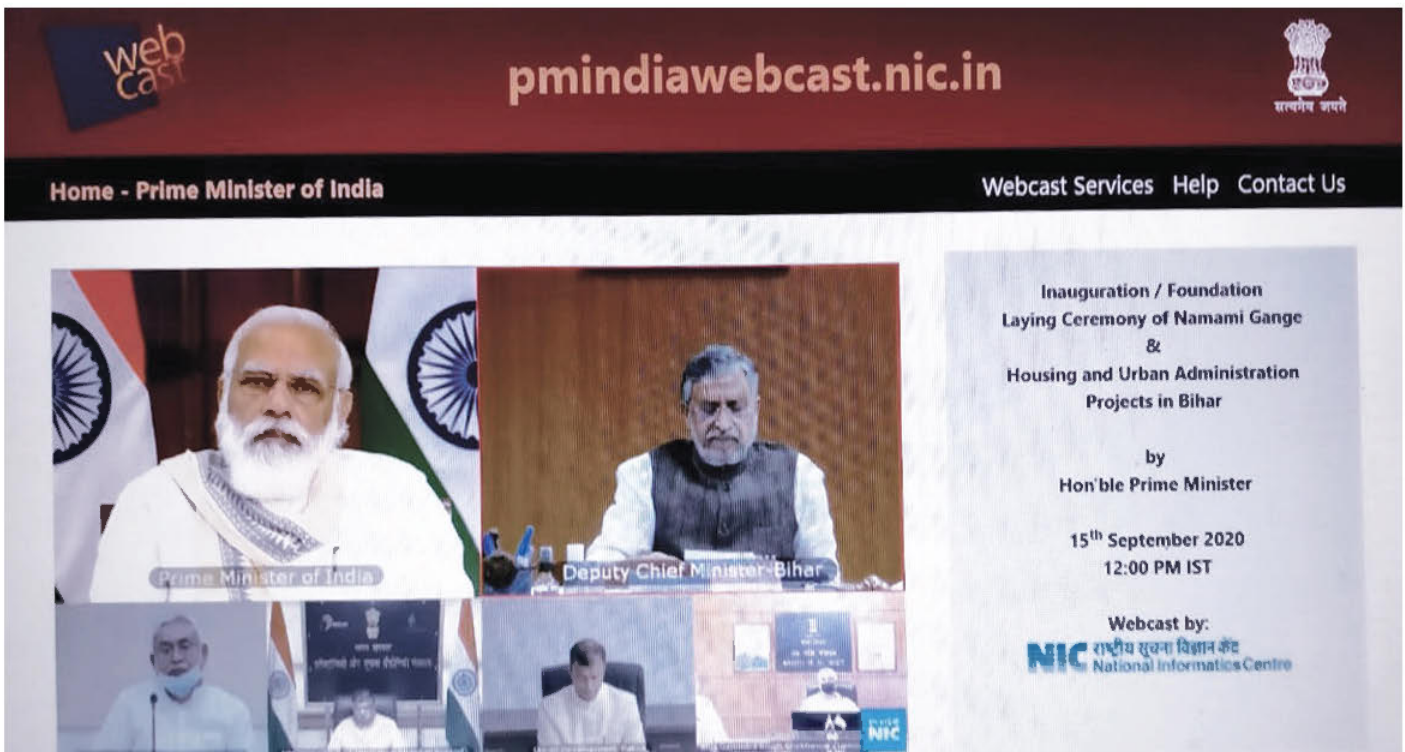 web
cast
pmindiawebcast.nic.in
सत्यमेव जयते
Home - Prime Minister of India
Webcast Services Help Contact Us
Prime Minister of India
Deputy Chief Minister-Bihar
Inauguration / Foundation
Laying Ceremony of Namami Gange
&
Housing and Urban Administration
Projects in Bihar
by
Hon'ble Prime Minister
15th September 2020
12:00 PM IST
Webcast by:
NIC राष्ट्रीय सूचना विज्ञान केंद्र
National Informatics Centre
भारत सरकार
NIC